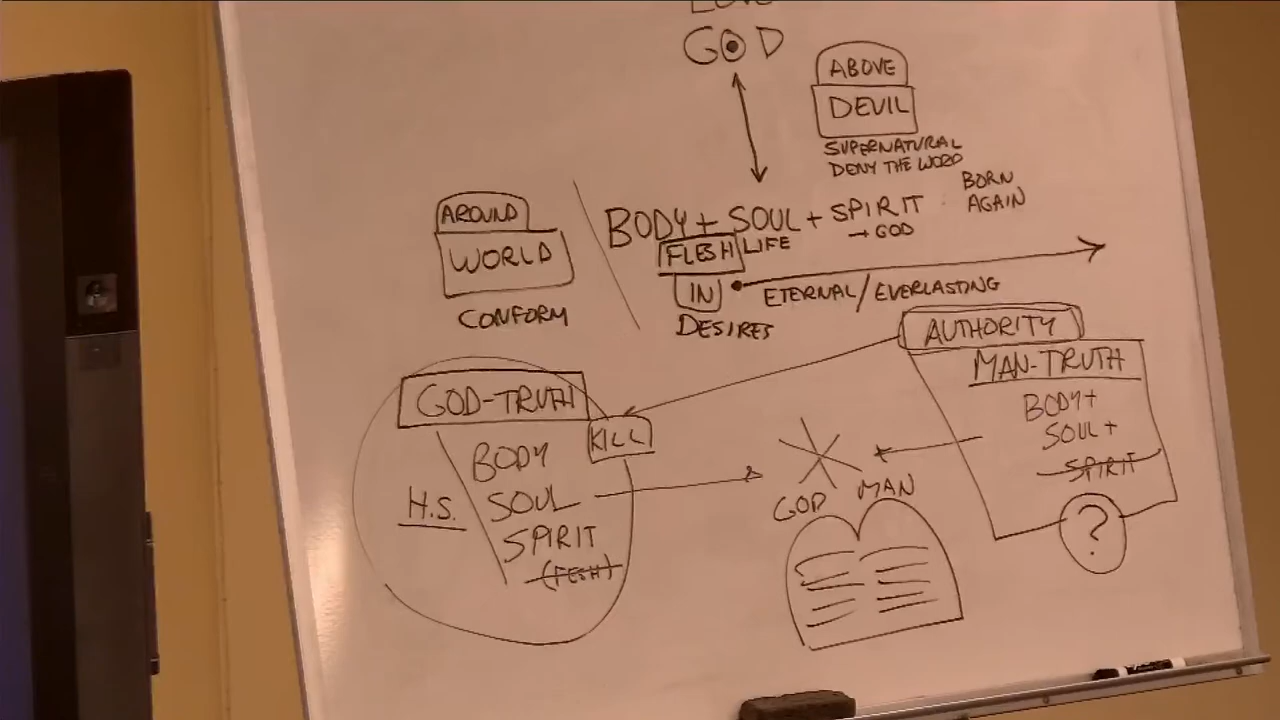 GOD
ABOVE
DEVIL
SUPERNATURAL
DENY THE WORD
AROUND
WORLD
CONFORM
BODY + SOUL + SPIRIT
BORN
AGAIN
FLESH
LIFE
→ GOD
IN
DESIRES
ETERNAL/EVERLASTING
AUTHORITY
MAN-TRUTH
BODY+
SOUL+
SPIRIT
?
GOD-TRUTH
KILL
BODY
H.S.
SOUL
SPIRIT
(FESH)
GOD MAN